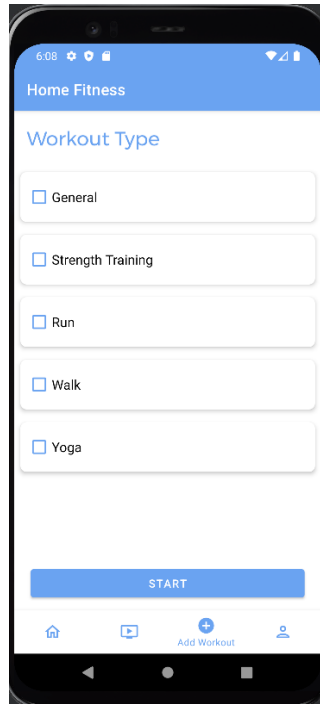 6:08
Home Fitness
Workout Type
General
Strength Training
Run
Walk
Yoga
START
Add Workout